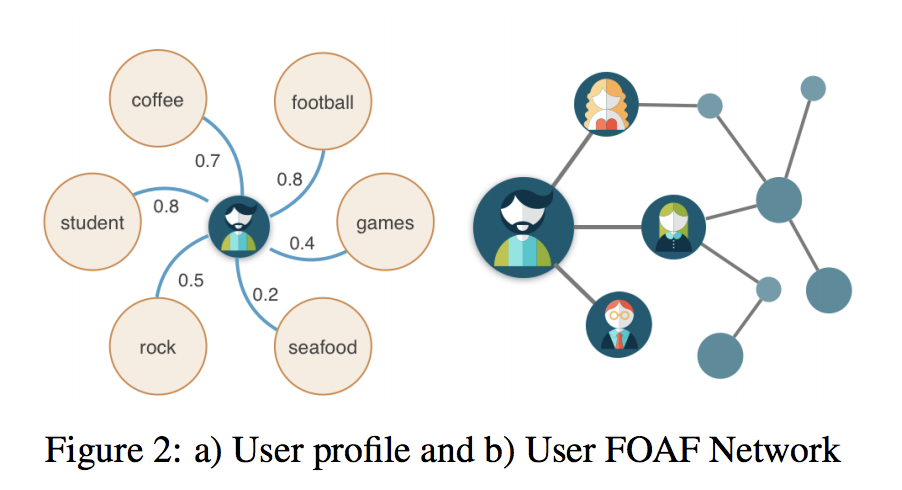 coffee
football
0.7
0.8
student
0.8
games
0.4
0.5
0.2
rock
seafood
Figure 2: a) User profile and b) User FOAF Network